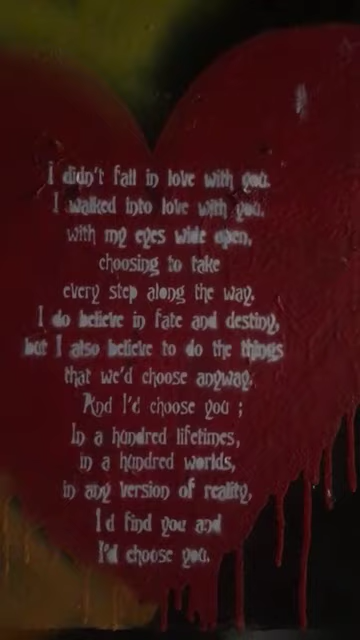 I didn't fall in love with you.
I walked into love with you,
with my eyes wide open,
choosing to take
every step along the way.
I do believe in fate and destiny,
but I also believe to do the things
that we'd choose anyway.
And I'd choose you ;
In a hundred lifetimes,
in a hundred worlds,
in any version of reality,
I'd find you and
I'd choose you.